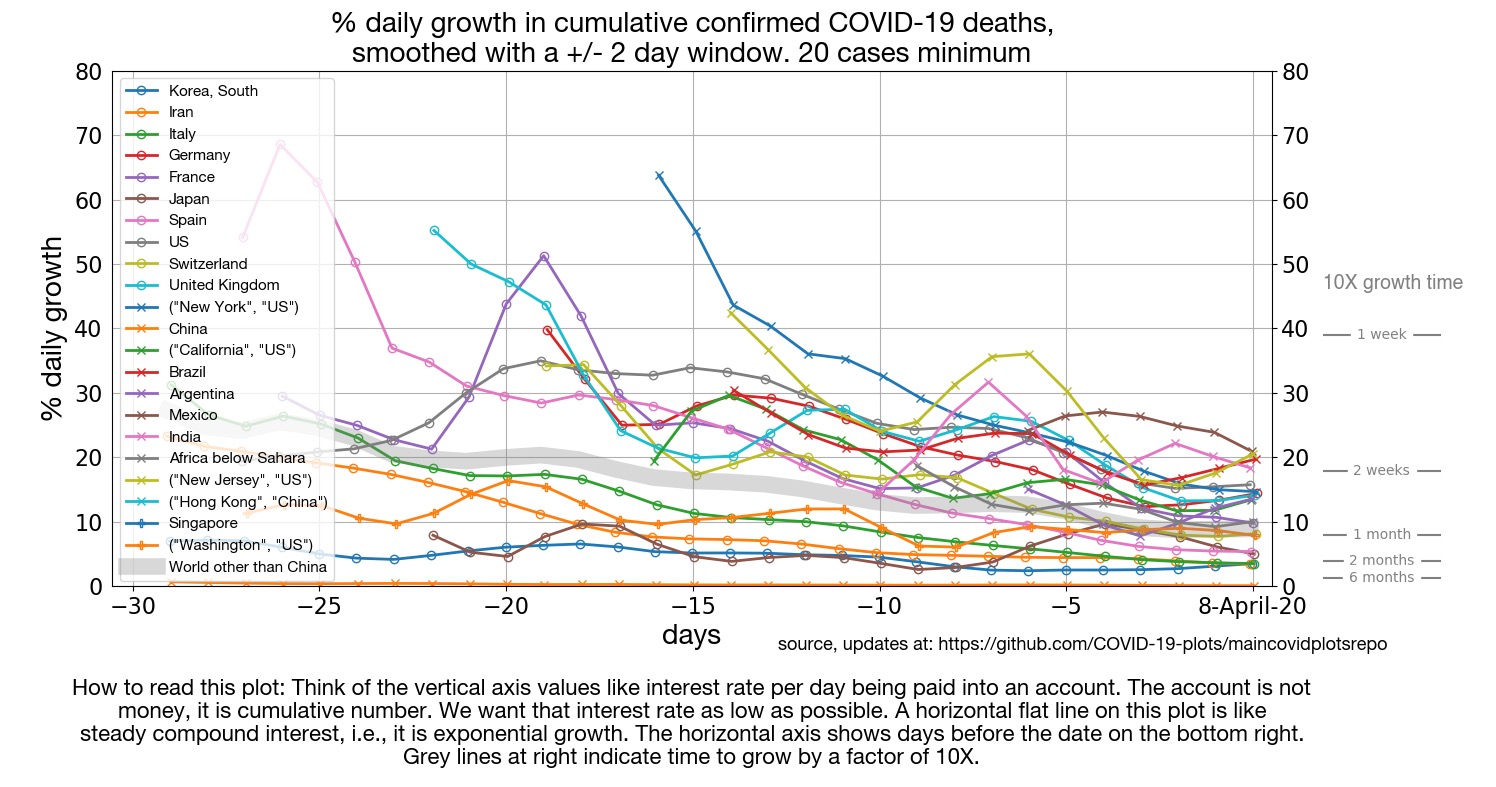 % daily growth in cumulative confirmed COVID-19 deaths,
smoothed with a +/- 2 day window. 20 cases minimum
% daily growth
80
70
60
50
40
30
20
10
0
Korea, South
Iran
Italy
Germany
France
Japan
Spain
US
Switzerland
United Kingdom
("New York", "US")
China
("California", "US")
Brazil
Argentina
Mexico
India
Africa below Sahara
("New Jersey", "US")
("Hong Kong", "China")
Singapore
("Washington", "US")
World other than China
80
70
60
50
40
30
20
10
0
10X growth time
1 week
2 weeks
1 month
2 months
6 months
−30
−25
−20
−15
−10
−5
8-April-20
days
source, updates at: https://github.com/COVID-19-plots/maincovidplotsrepo
How to read this plot: Think of the vertical axis values like interest rate per day being paid into an account. The account is not
money, it is cumulative number. We want that interest rate as low as possible. A horizontal flat line on this plot is like
steady compound interest, i.e., it is exponential growth. The horizontal axis shows days before the date on the bottom right.
Grey lines at right indicate time to grow by a factor of 10X.